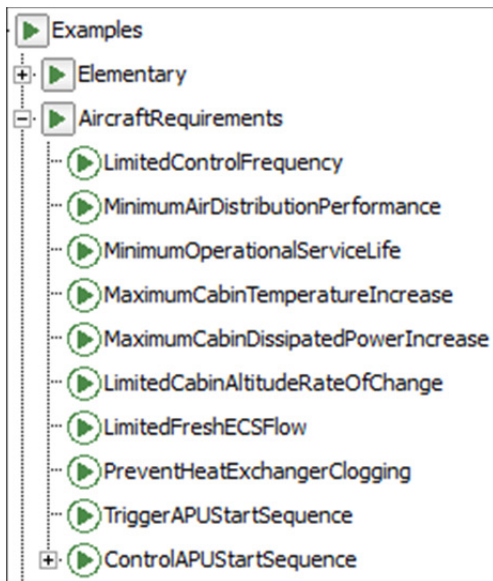 Examples
Elementary
AircraftRequirements
LimitedControlFrequency
MinimumAirDistributionPerformance
MinimumOperationalServiceLife
MaximumCabinTemperatureIncrease
MaximumCabinDissipatedPowerIncrease
LimitedCabinAltitudeRateOfChange
LimitedFreshECSFlow
PreventHeatExchangerClogging
TriggerAPUStartSequence
ControlAPUStartSequence